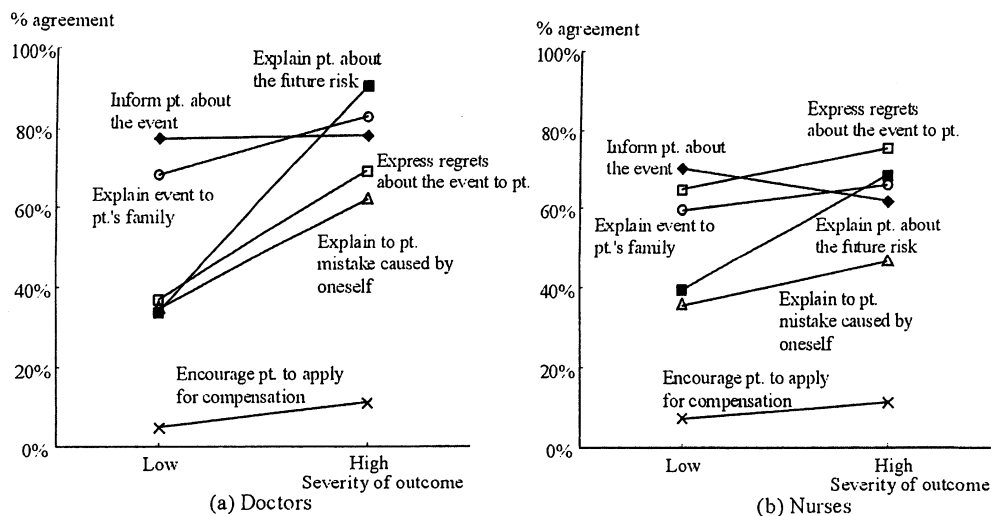 % agreement
100%
80%
60%
40%
20%
0%
Explain pt. about
the future risk
Inform pt. about
the event
Explain event to
pt.'s family
Express regrets
about the event to pt.
Explain to pt.
mistake caused by
oneself
Encourage pt. to apply
for compensation
Low
High
Severity of outcome
(a) Doctors
% agreement
100%
80%
60%
40%
20%
0%
Express regrets
about the event to pt.
Inform pt. about
the event
Explain event to
pt.'s family
Explain pt. about
the future risk
Explain to pt.
mistake caused by
oneself
Encourage pt. to apply
for compensation
Low
High
Severity of outcome
(b) Nurses